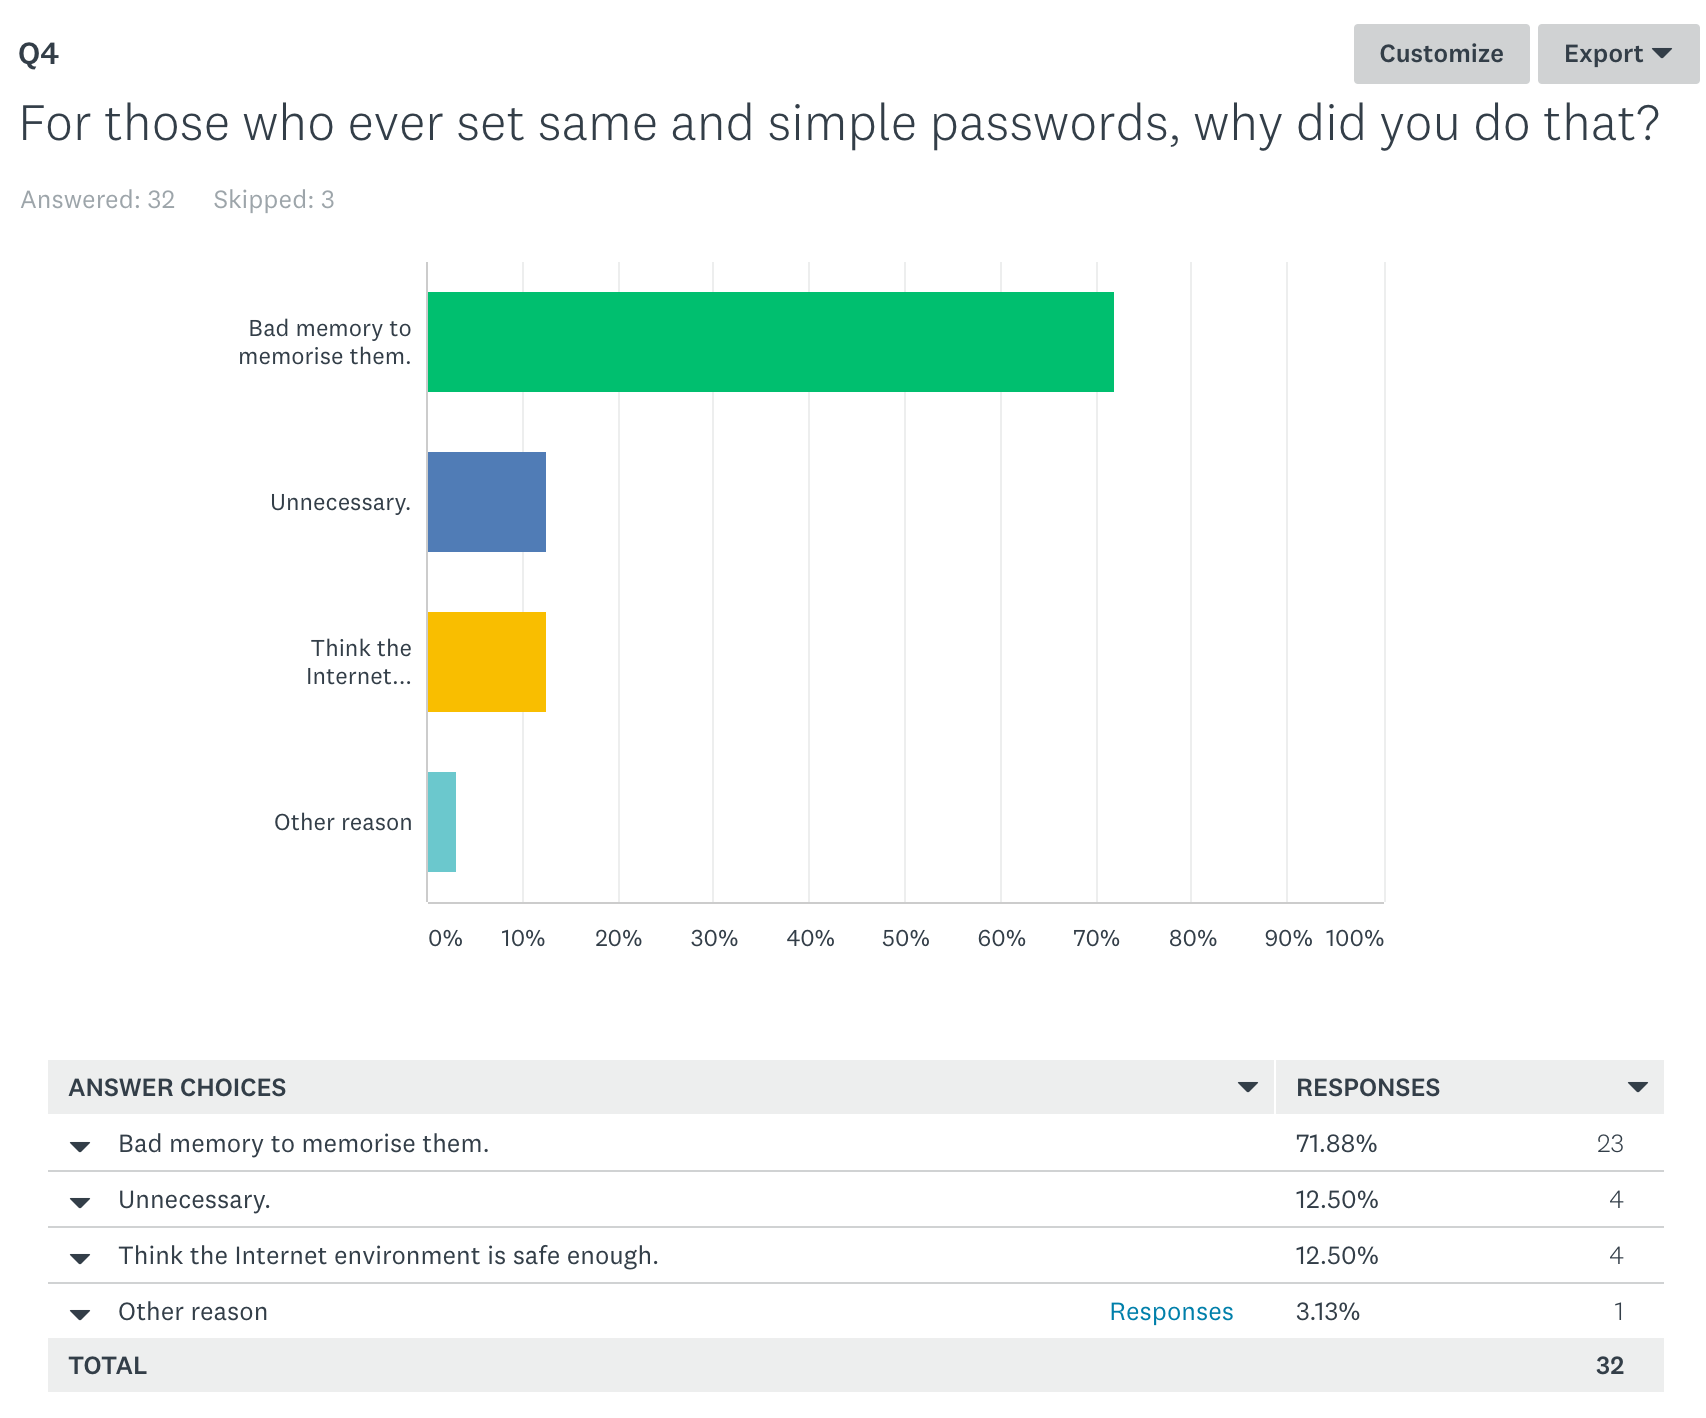 Q4
Customize
Export
For those who ever set same and simple passwords, why did you do that?
Answered: 32 Skipped: 3
Bad memory to
memorise them.
Unnecessary.
Think the
Internet...
Other reason
0% 10% 20% 30% 40% 50% 60% 70% 80% 90% 100%
ANSWER CHOICES RESPONSES
Bad memory to memorise them. 71.88% 23
Unnecessary. 12.50% 4
Think the Internet environment is safe enough. 12.50% 4
Other reason Responses 3.13% 1
TOTAL 32